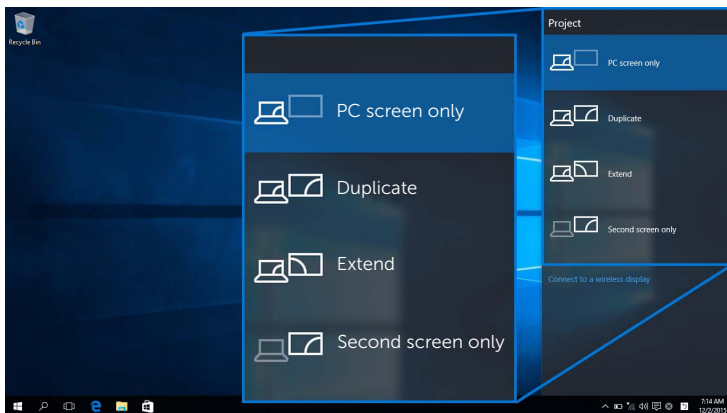 Recycle Bin
PC screen only
Duplicate
Extend
Second screen only
Project
PC screen only
Duplicate
Extend
Second screen only
Connect to a wireless display
7:14 AM